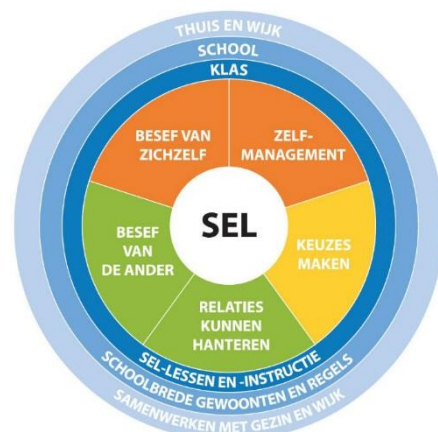 THUIS EN WIJK
SCHOOL
KLAS
BESEF VAN
ZICHZELF
ZELF-
MANAGEMENT
SEL
BESEF
VAN
DE ANDER
KEUZES
MAKEN
RELATIES
KUNNEN
HANTEREN
SEL-LESSEN EN -INSTRUCTIE
SCHOOLBREDE GEWOONTEN EN REGELS
SAMENWERKEN MET GEZIN EN WIJK